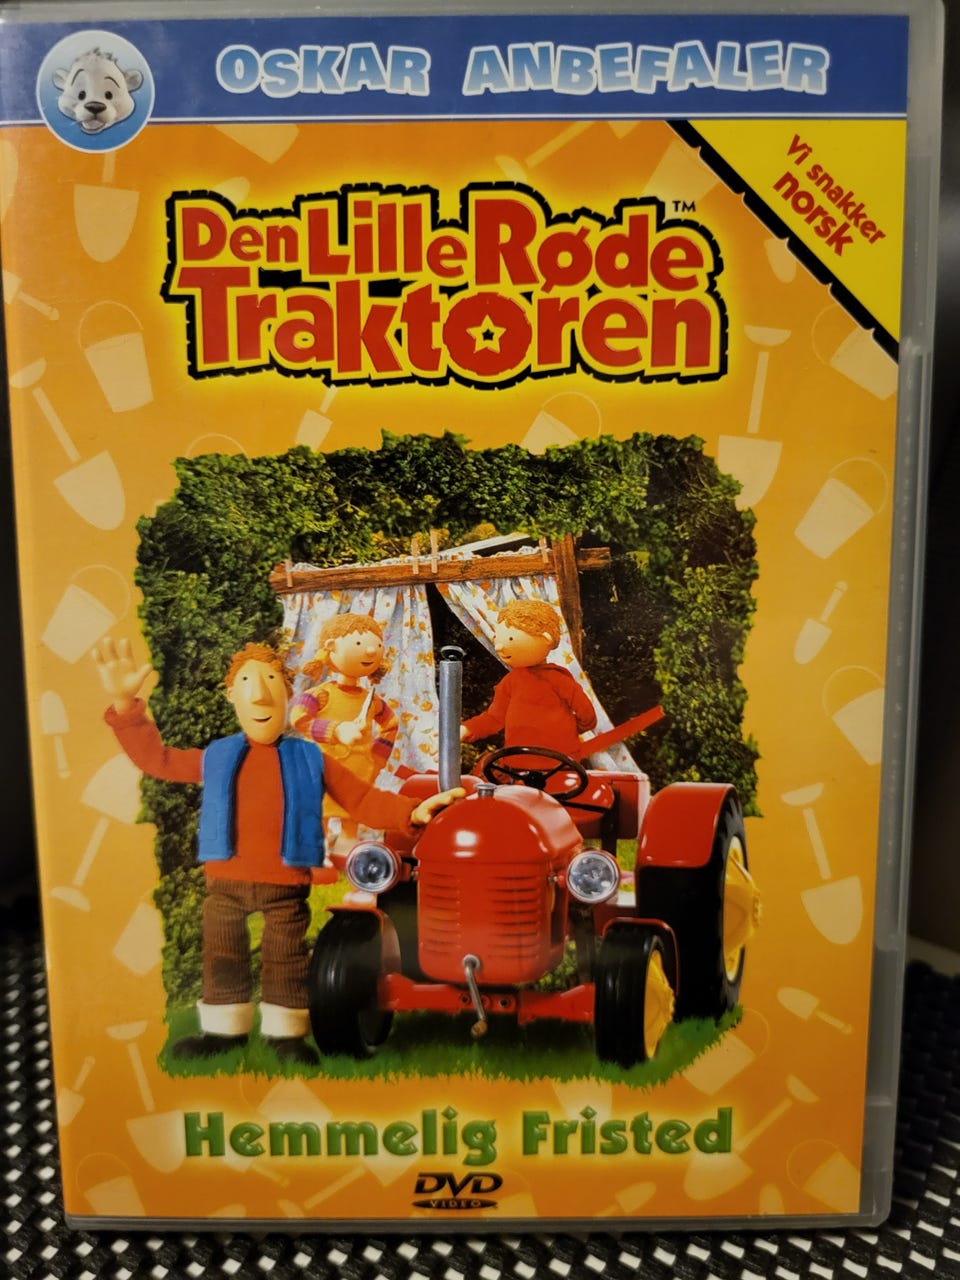 OSKAR ANBEFALER
Vi snakker
norsk
Den Lille Røde™
Traktoren
Hemmelig Fristed
DVD
VIDEO